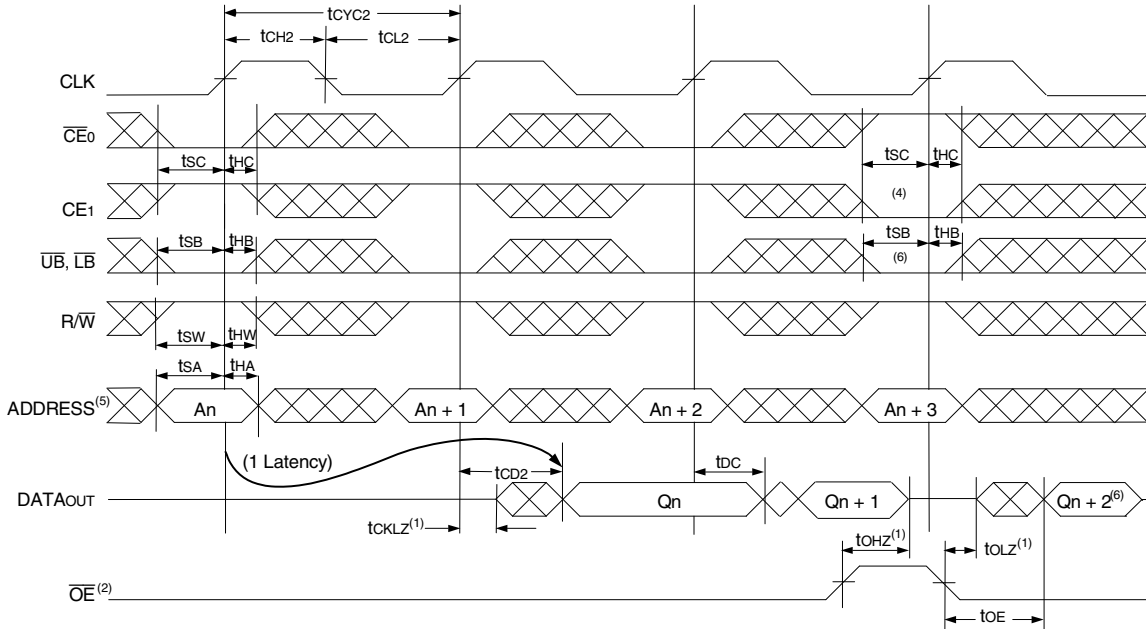 tCYC2
tCH2 tCL2
CLK
CE0
tSC tHC tSC tHC
CE1 (4)
tSB tHB tSB tHB
UB, LB (6)
R/W
tSW tHW
tSA tHA
ADDRESS(5) An An + 1 An + 2 An + 3
(1 Latency) tCD2 tDC
DATAOUT Qn Qn + 1 Qn + 2(6)
tCKLZ(1) tOHZ(1) tOLZ(1)
OE(2)
tOE